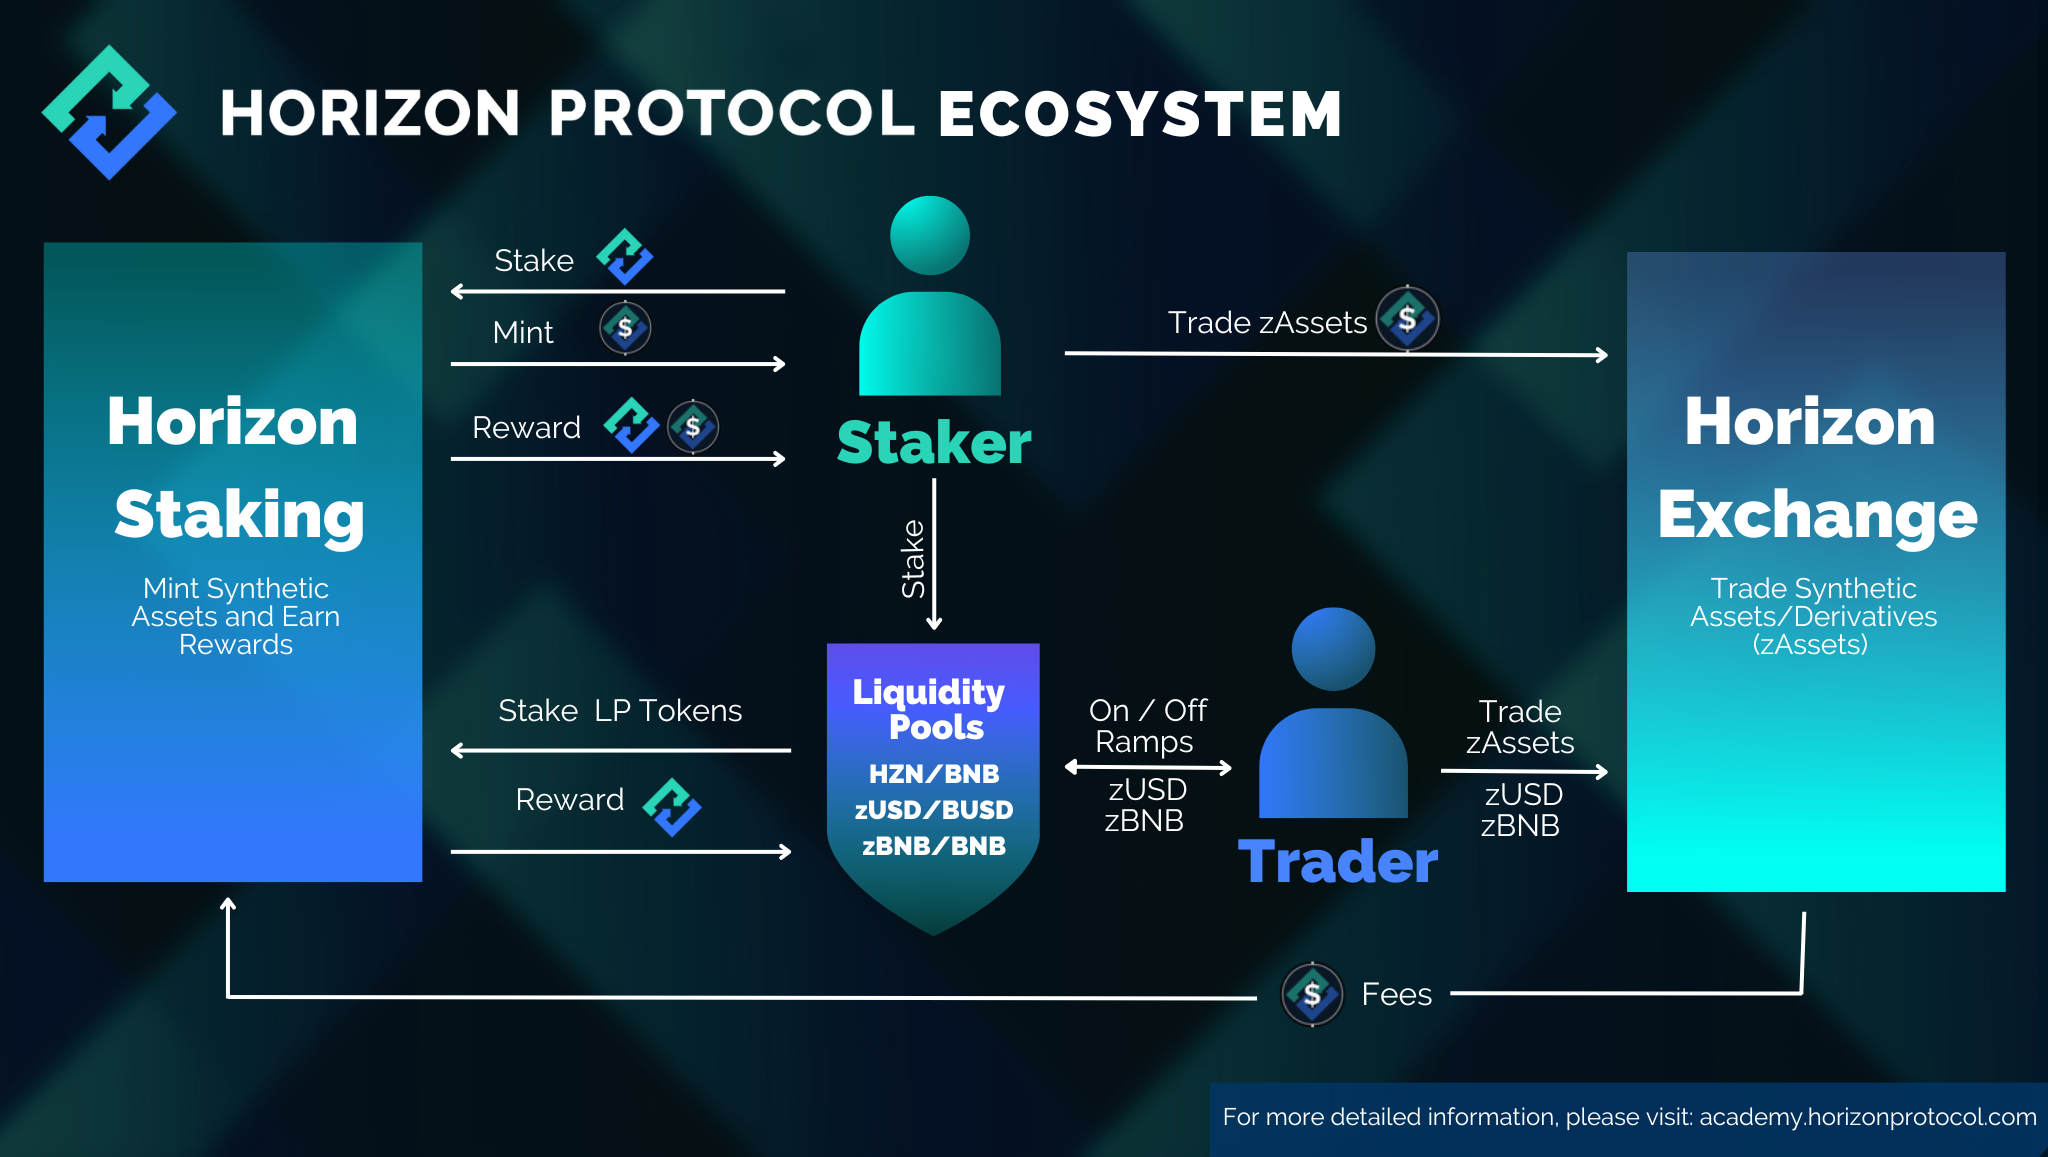 HORIZON PROTOCOL ECOSYSTEM
Stake
Mint $
Reward $
Horizon
Staking
Mint Synthetic
Assets and Earn
Rewards
Staker
Trade zAssets $
Horizon
Exchange
Trade Synthetic
Assets/Derivatives
(zAssets)
Stake
Stake LP Tokens
Reward
Liquidity
Pools
HZN/BNB
zUSD/BUSD
zBNB/BNB
On / Off
Ramps
zUSD
zBNB
Trader
Trade
zAssets
zUSD
zBNB
$ Fees
For more detailed information, please visit: academy.horizonprotocol.com